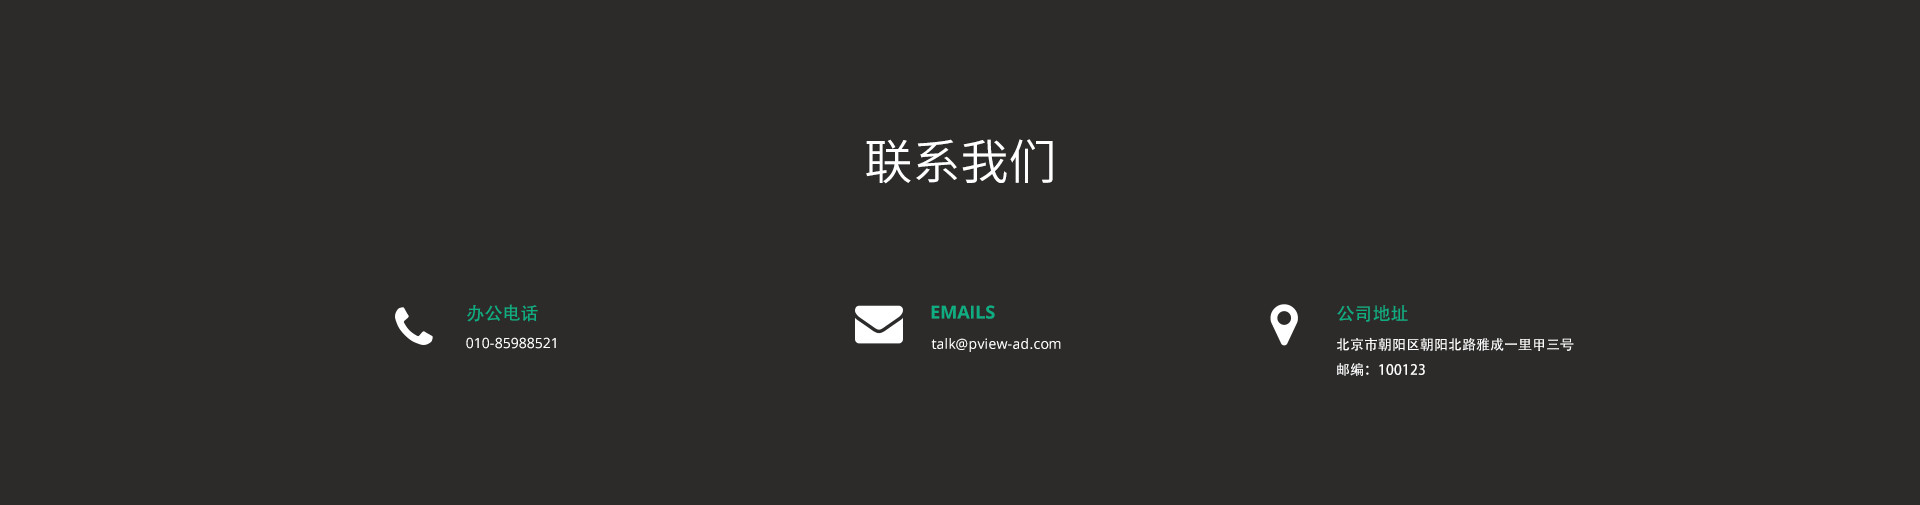 联系我们
办公电话
010-85988521
EMAILS
talk@pview-ad.com
公司地址
北京市朝阳区朝阳北路雅成一里甲三号
邮编：100123